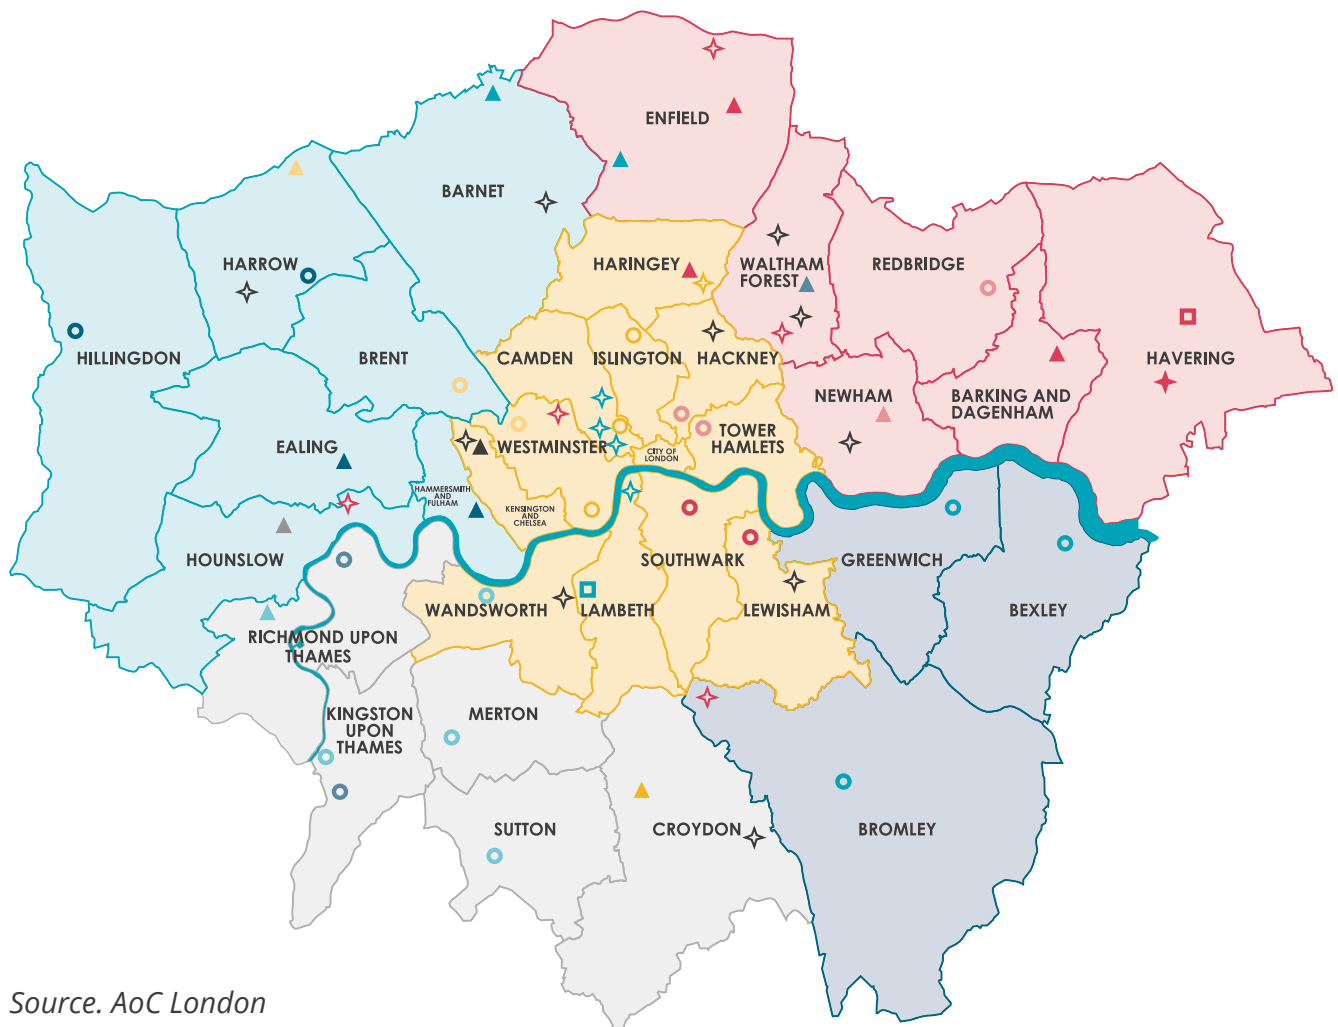 ENFIELD
BARNET
HARROW
HARINGEY
WALTHAM
FOREST
REDBRIDGE
HILLINGDON
BRENT
CAMDEN
ISLINGTON
HACKNEY
HAVERING
NEWHAM
BARKING AND
DAGENHAM
EALING
WESTMINSTER
TOWER
HAMLETS
CITY OF
LONDON
HAMMERSMITH
AND
FULHAM
KENSINGTON
AND
CHELSEA
HOUNSLOW
SOUTHWARK
GREENWICH
WANDSWORTH
LAMBETH
LEWISHAM
BEXLEY
RICHMOND UPON
THAMES
KINGSTON
UPON
THAMES
MERTON
SUTTON
CROYDON
BROMLEY
Source. AoC London